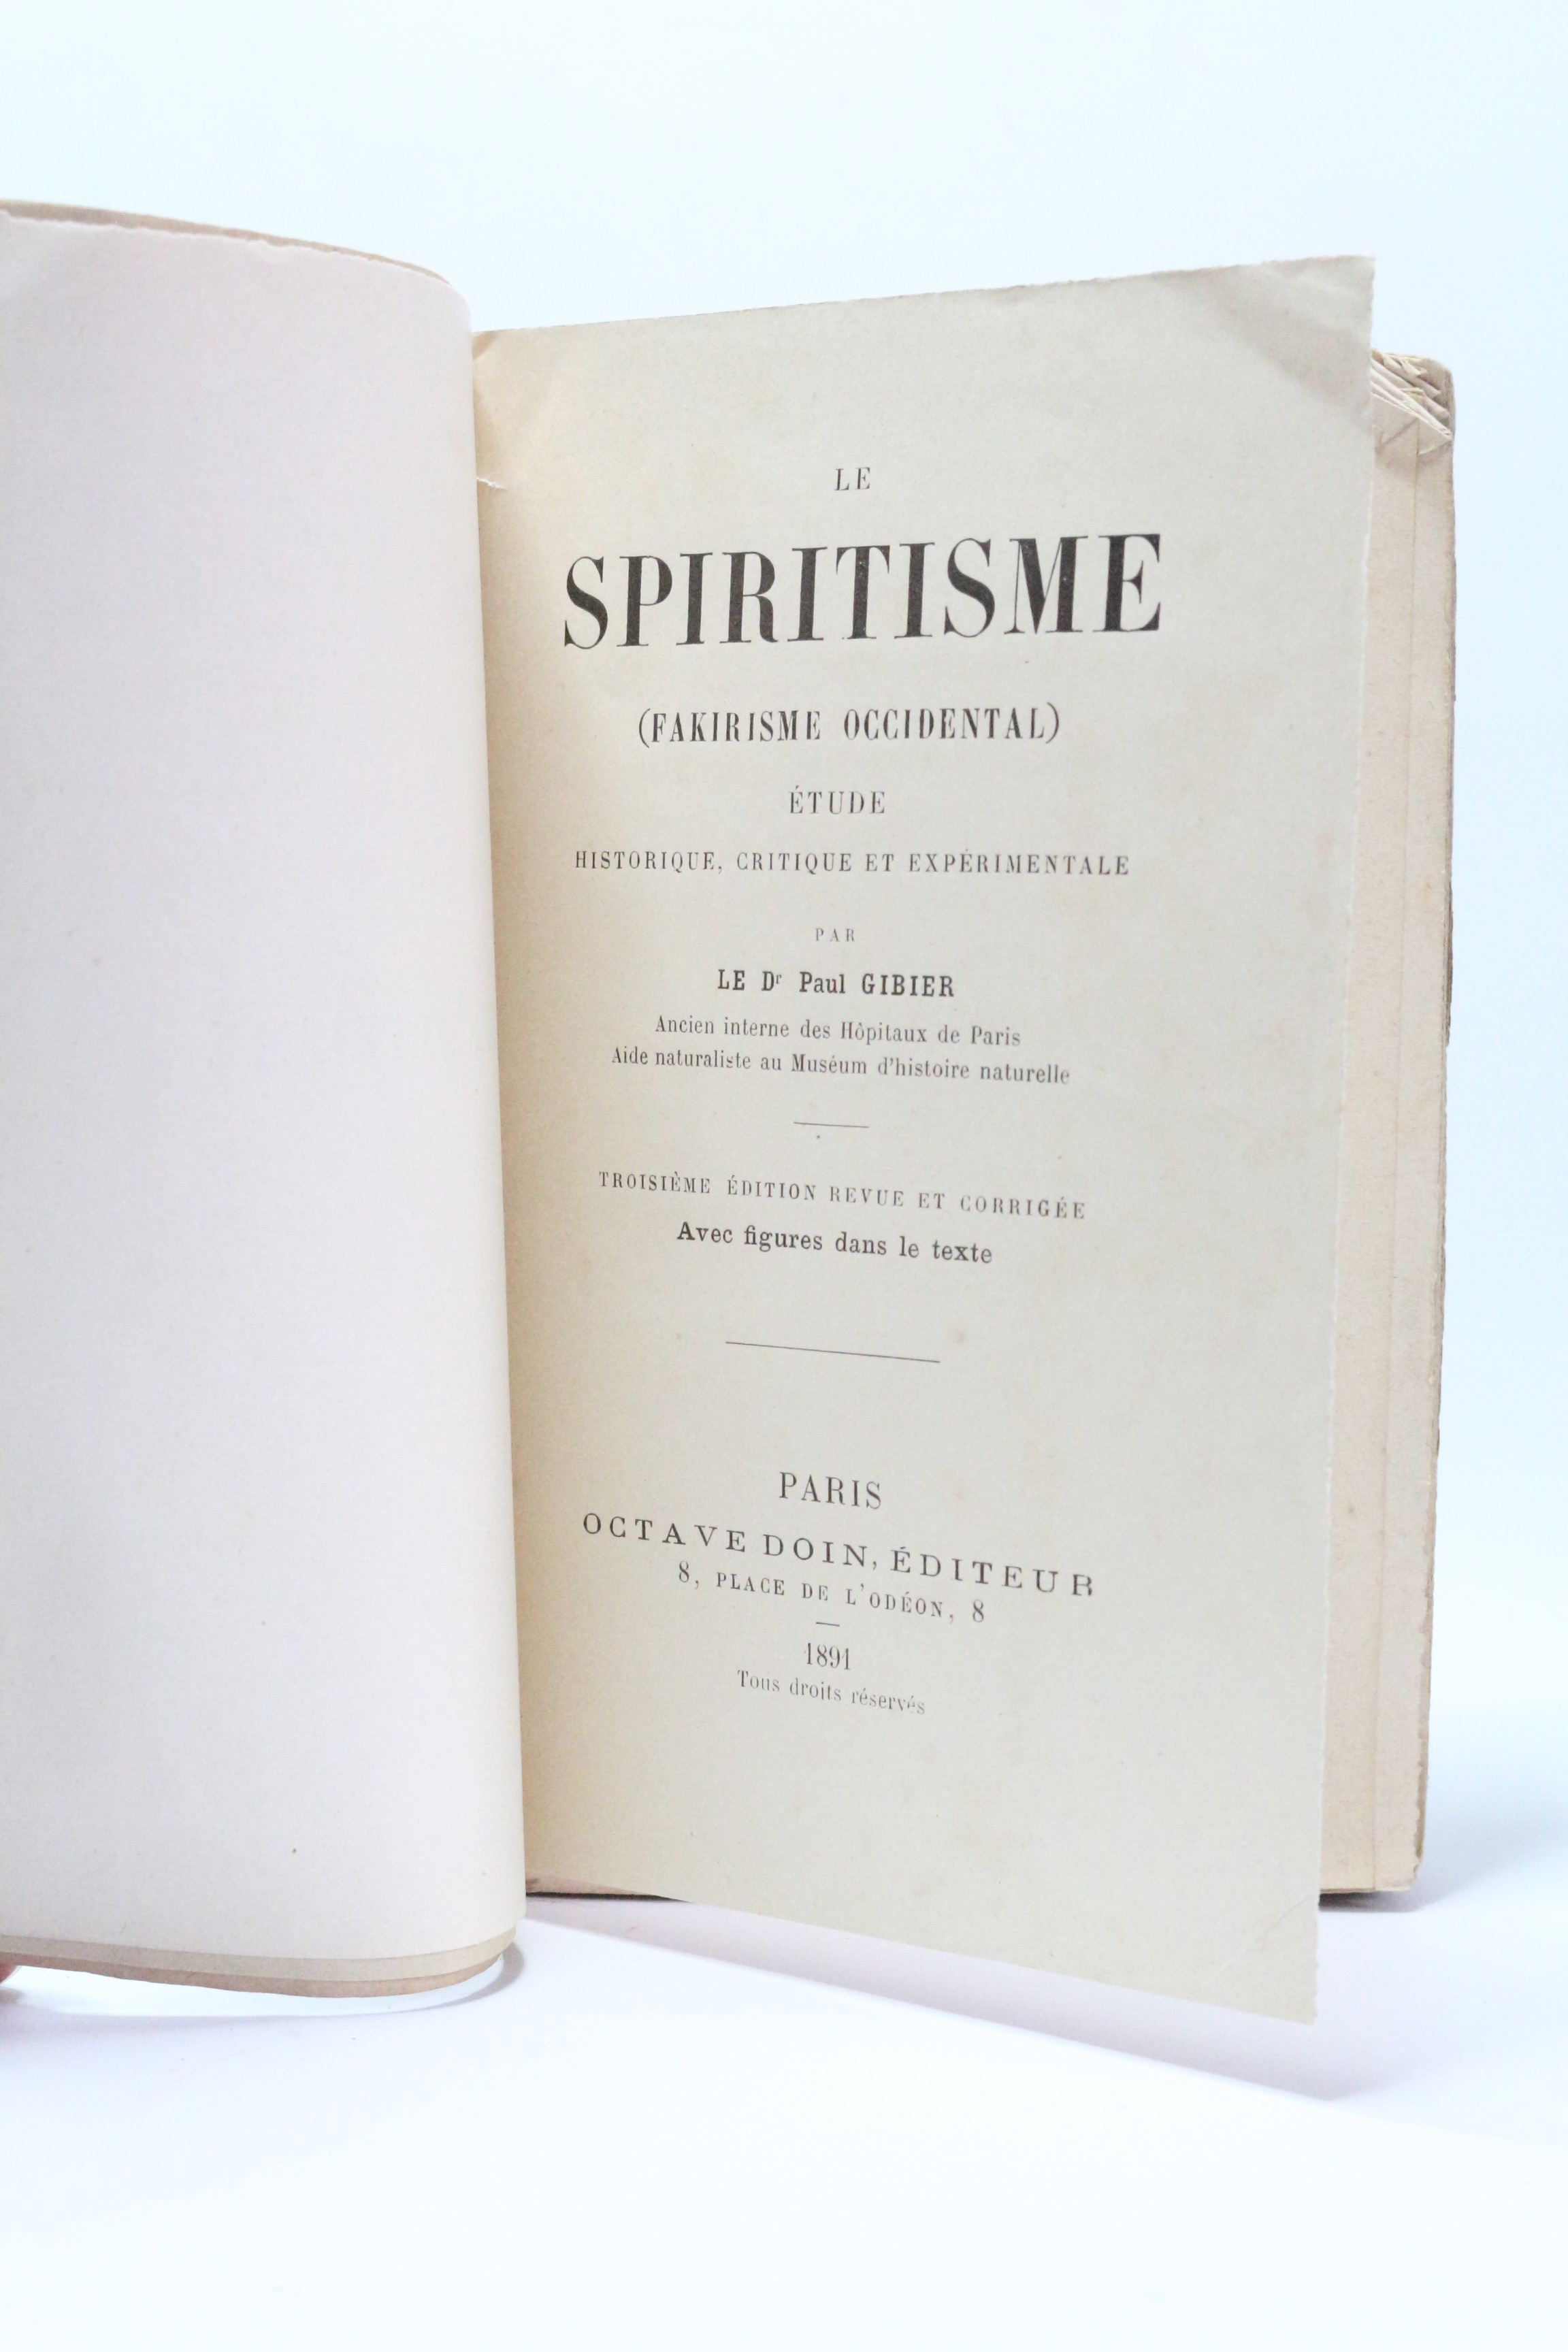 LE
SPIRITISME
(FAKIRISME OCCIDENTAL)
ÉTUDE
HISTORIQUE, CRITIQUE ET EXPÉRIMENTALE
PAR
LE Dr Paul GIBIER
Ancien interne des Hôpitaux de Paris
Aide naturaliste au Muséum d'histoire naturelle
TROISIÈME ÉDITION REVUE ET CORRIGÉE
Avec figures dans le texte
PARIS
OCTAVE DOIN, ÉDITEUR
8, PLACE DE L'ODÉON, 8
1891
Tous droits réservés